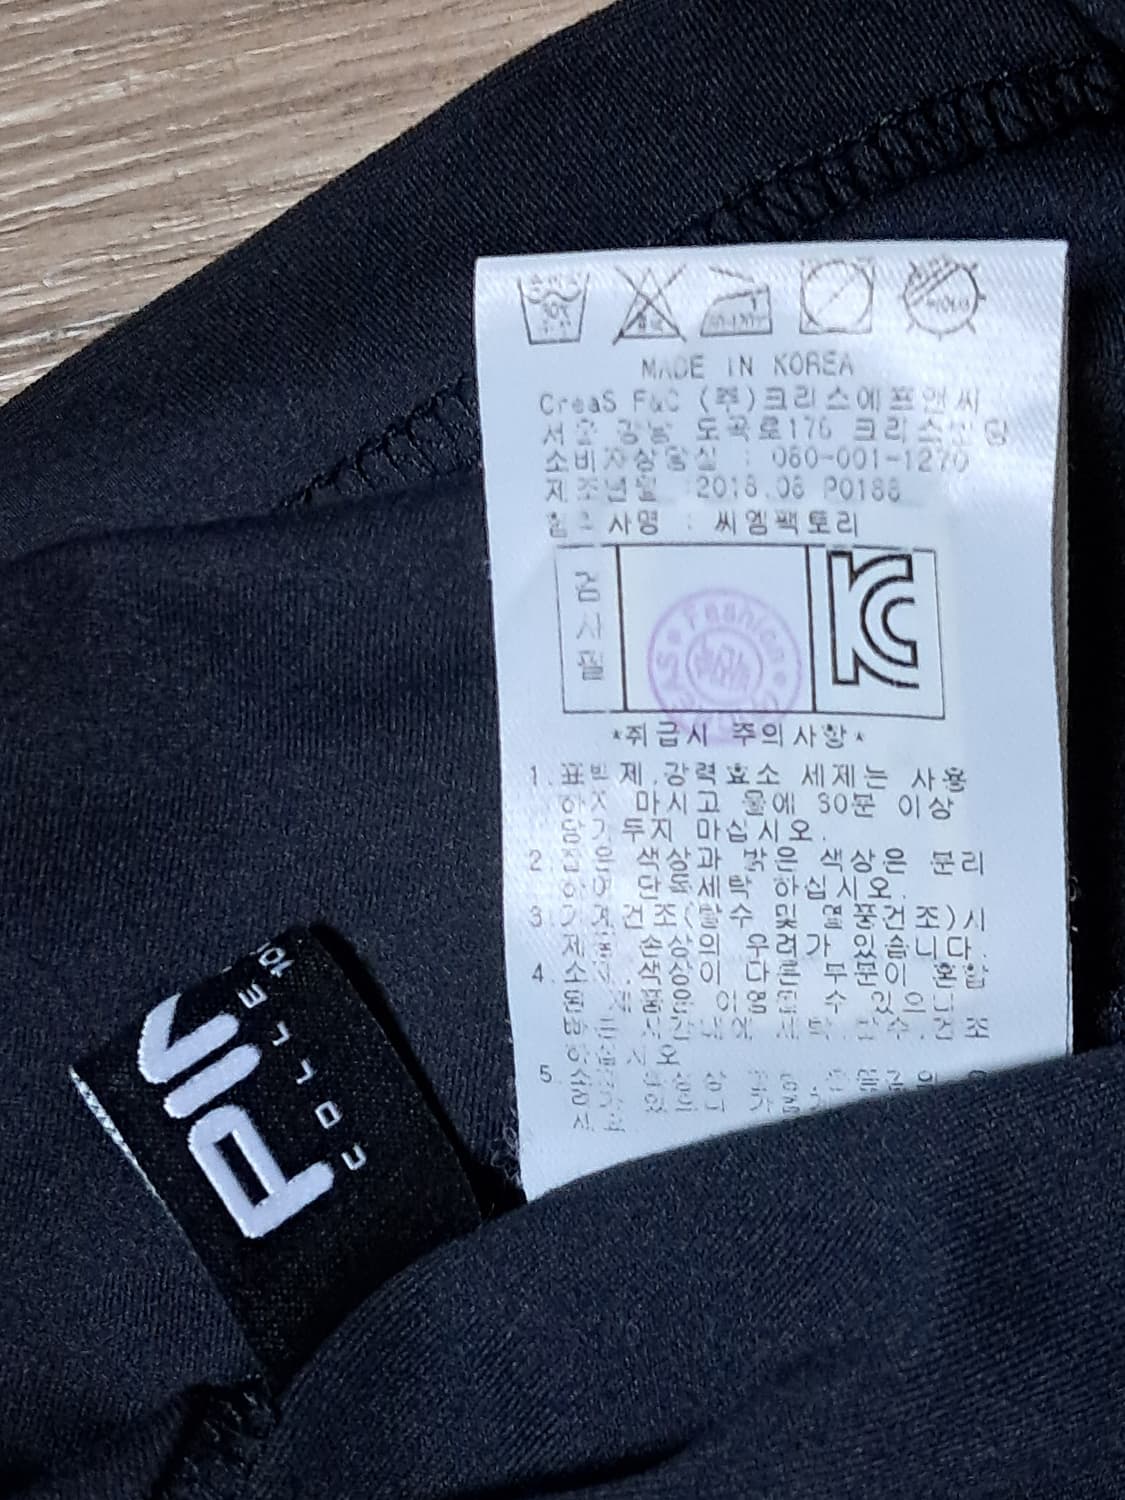 MADE IN KOREA
CreaS F&C (주)크리스에프앤씨
서울 강남 도곡로176 크리스빌딩
소비자상담실 : 080-001-1270
제조년월 :2018.08 P0188
협력사명 : 씨엠팩토리
검
사
필
Fashion
*취급시 주의사항*
1.표백제,강력효소 세제는 사용
하지 마시고 물에 30분 이상
담가두지 마십시오.
2.짙은 색상과 밝은 색상은 분리
하여 단독세탁 하십시오.
3.기계건조(탈수 및 열풍건조)시
제품 손상의 우려가 있습니다.
4.소재,색상이 다른 부분이 혼합
된 제품은 이염될 수 있으니
빠른 시간내에 세탁,탈수,건조
하십시오
5.